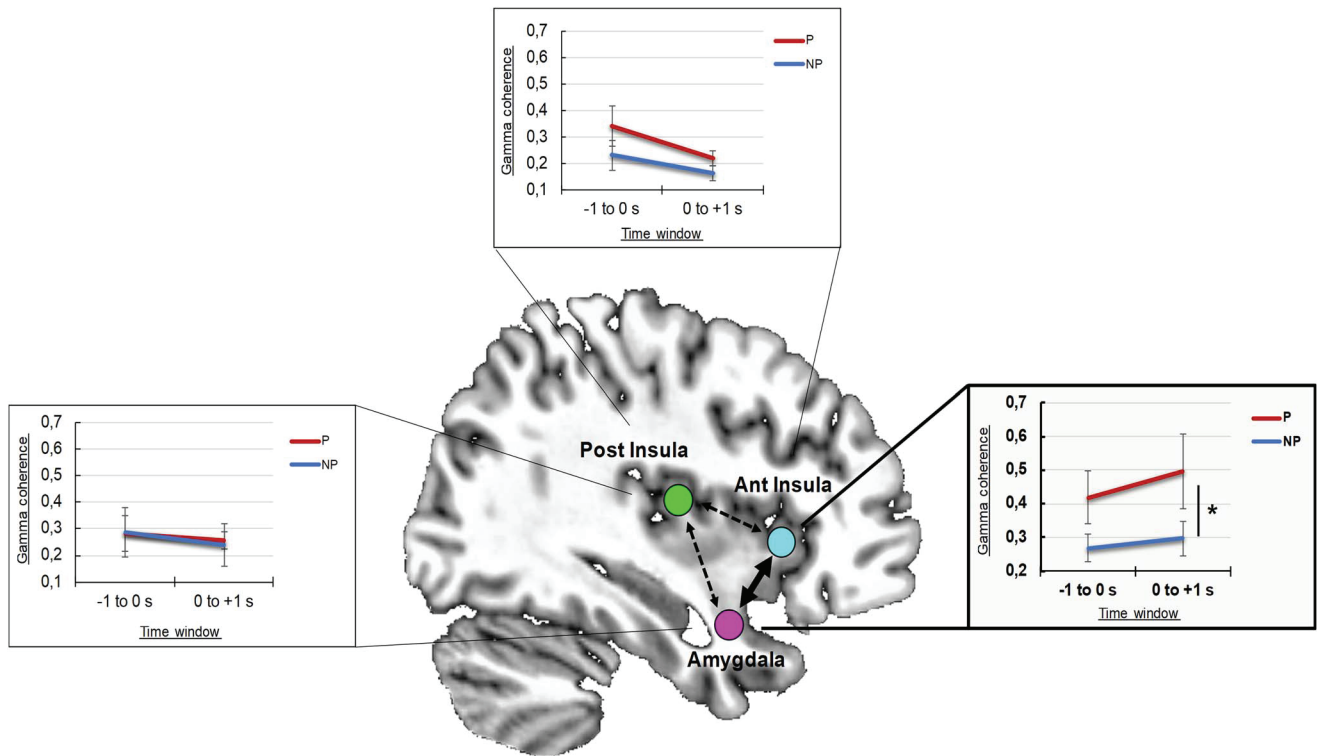 0,7
0,6
0,5
0,4
0,3
0,2
0,1
Gamma coherence
P
NP
-1 to 0 s
0 to +1s
Time window
0,7
0,6
0,5
0,4
0,3
0,2
0,1
Gamma coherence
P
NP
-1 to 0 s
0 to +1 s
Time window
Post Insula
Ant Insula
Amygdala
0,7
0,6
0,5
0,4
0,3
0,2
Gamma coherence
P
NP
*
-1 to 0 s
0 to +1 s
Time window